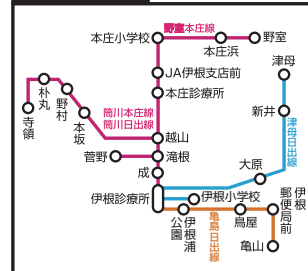 野室本庄線
本庄小学校
野室
本庄浜
津母
JA伊根支店前
朴丸
本庄診療所
野村
新井
筒川本庄線
筒川日出線
寺領
本坂
津母日出線
越山
菅野
滝根
大原
成
伊根診療所
伊根小学校
伊根郵便局前
公園
伊根浦
亀島日出線
鳥屋
亀山